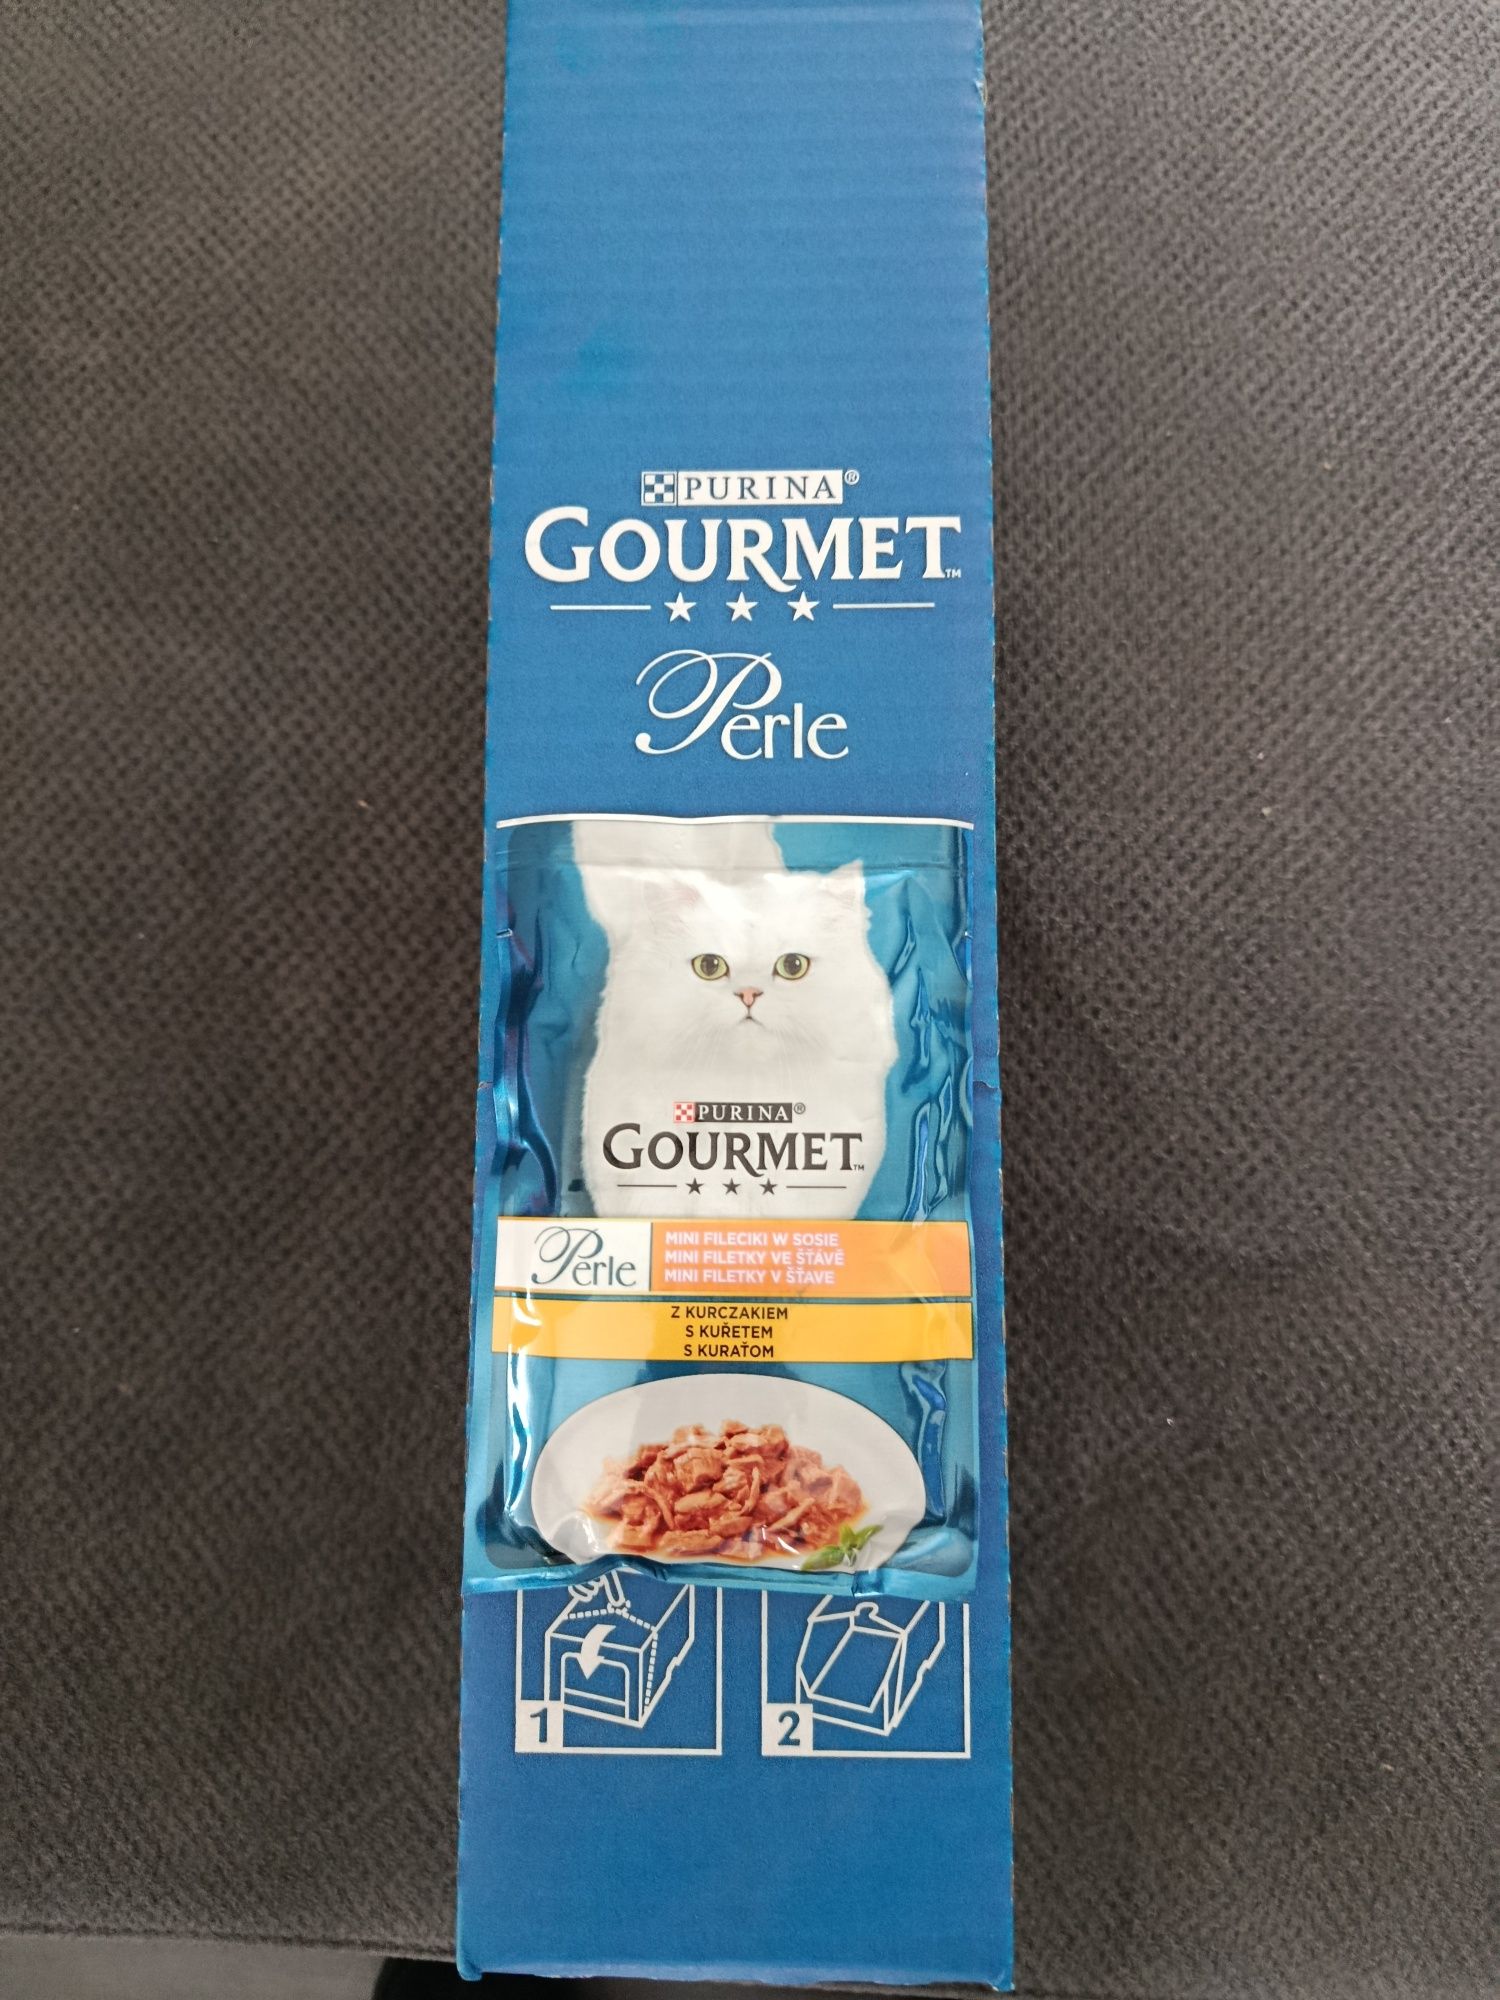 PURINA®
GOURMET™
Perle
PURINA®
GOURMET™
Perle
MINI FILECIKI W SOSIE
MINI FILETKY VE ŠŤÁVĚ
MINI FILETKY V ŠŤAVE
Z KURCZAKIEM
S KUŘETEM
S KURAŤOM
1
2